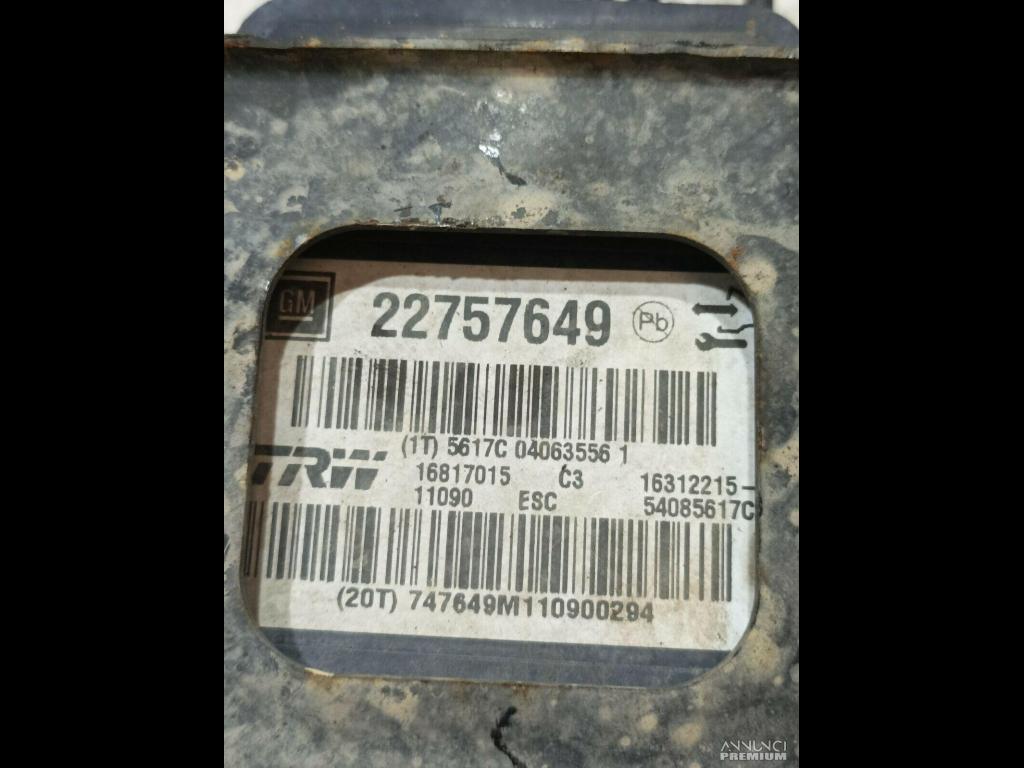 GM 22757649 Pb
(1T) 5617C 04063556 1
TRW 16817015 C3 16312215-
11090 ESC 54085617C
(20T) 747649M110900294
ANNUNCI
PREMIUM